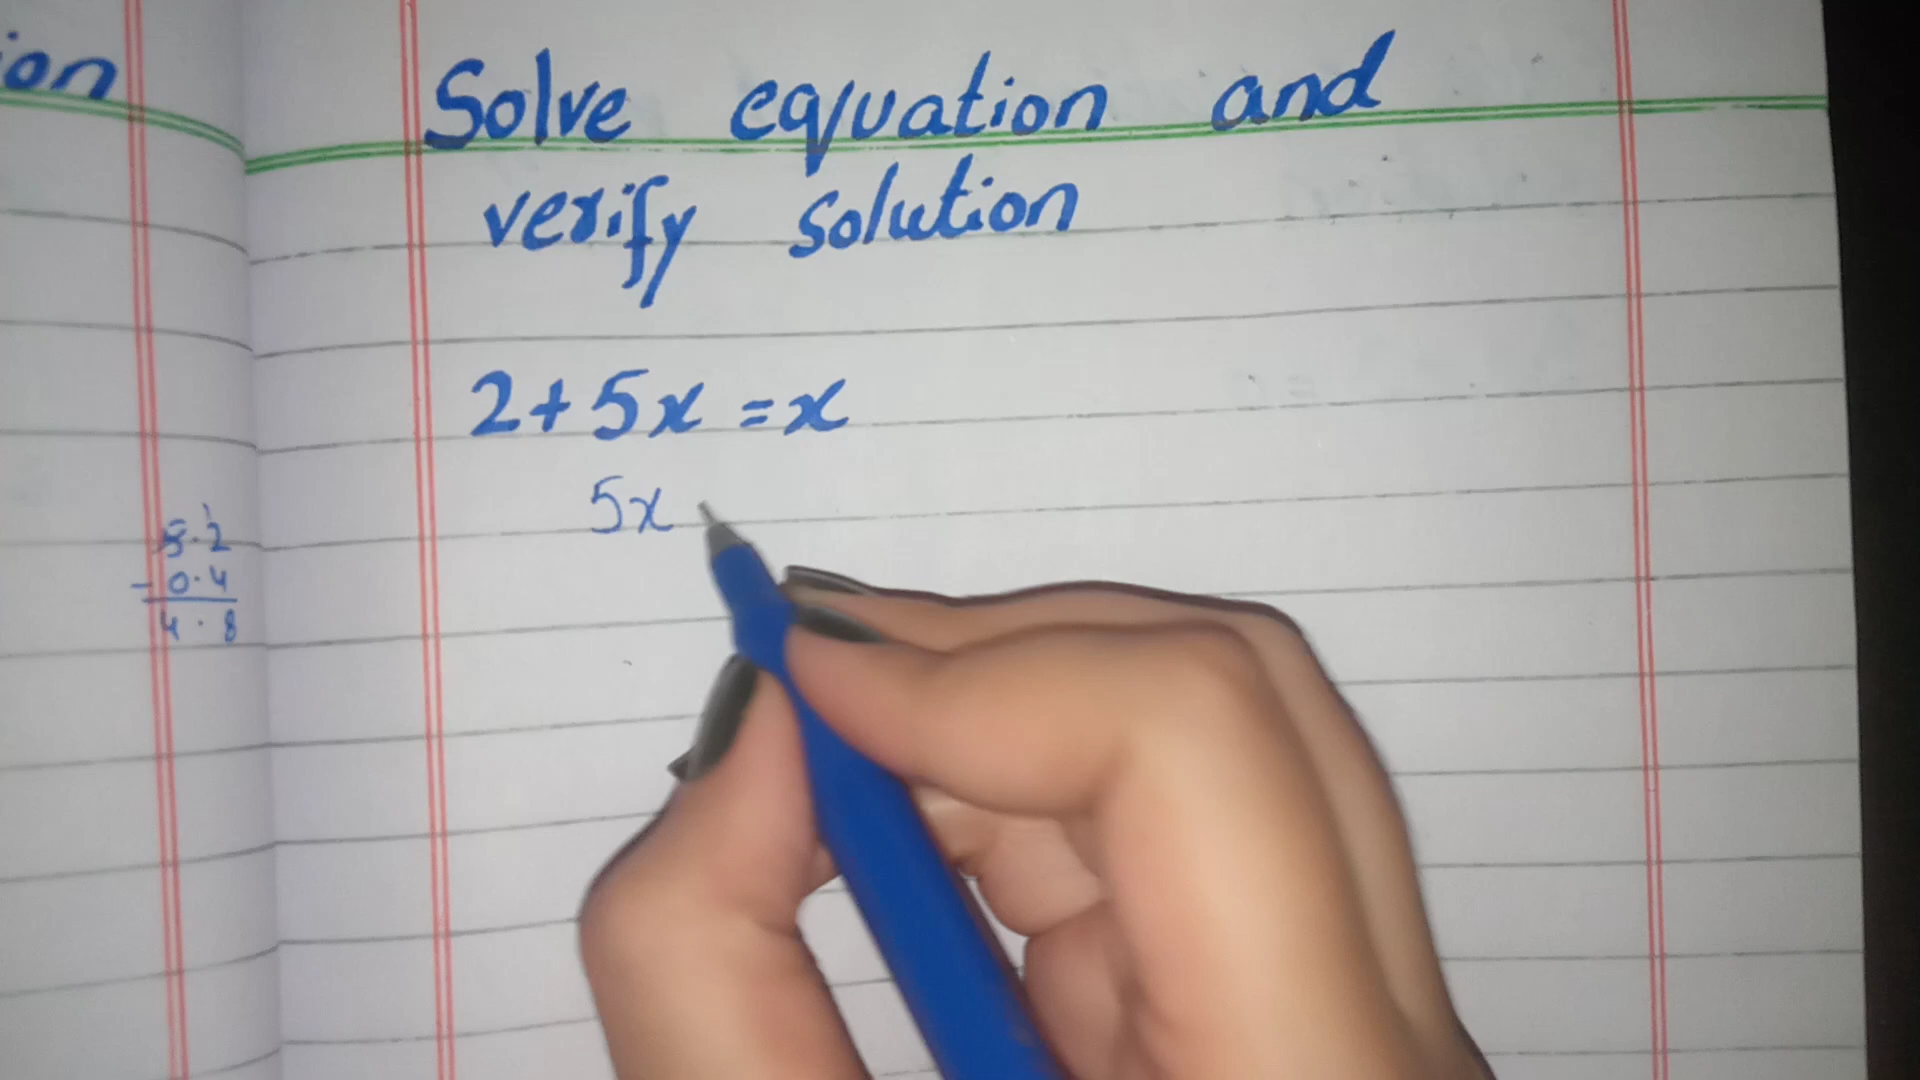 ion
Solve equation and
verify solution
2+5x=x
5x
5.2
- 0.4
4.8